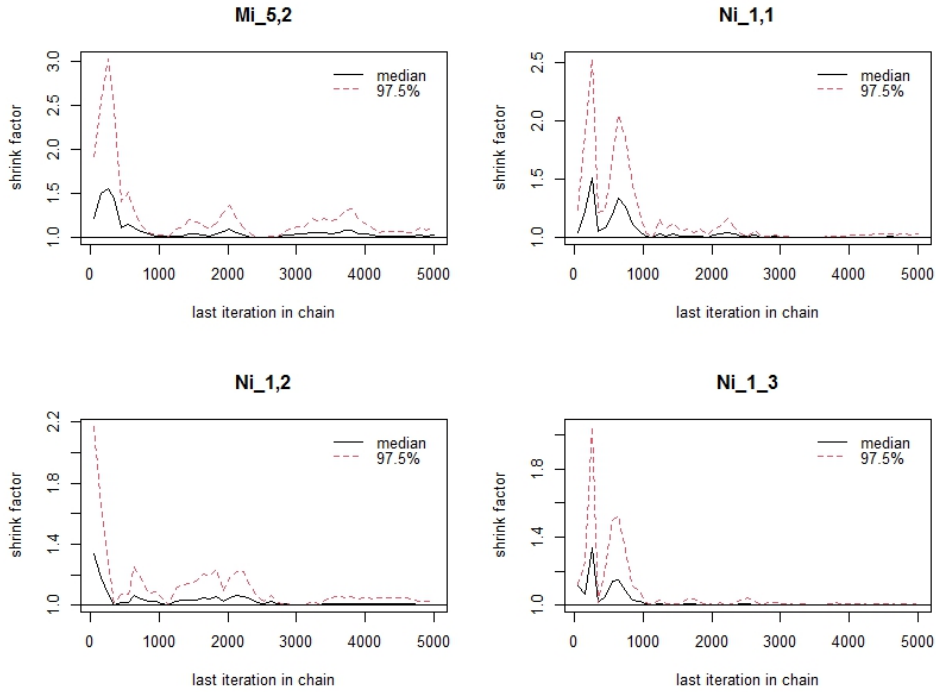 Mi_5,2
shrink factor
3.0
2.5
2.0
1.5
1.0
median
97.5%
0 1000 2000 3000 4000 5000
last iteration in chain
Ni_1,1
shrink factor
2.5
2.0
1.5
1.0
median
97.5%
0 1000 2000 3000 4000 5000
last iteration in chain
Ni_1,2
shrink factor
2.2
1.8
1.4
1.0
median
97.5%
0 1000 2000 3000 4000 5000
last iteration in chain
Ni_1_3
shrink factor
1.8
1.4
1.0
median
97.5%
0 1000 2000 3000 4000 5000
last iteration in chain